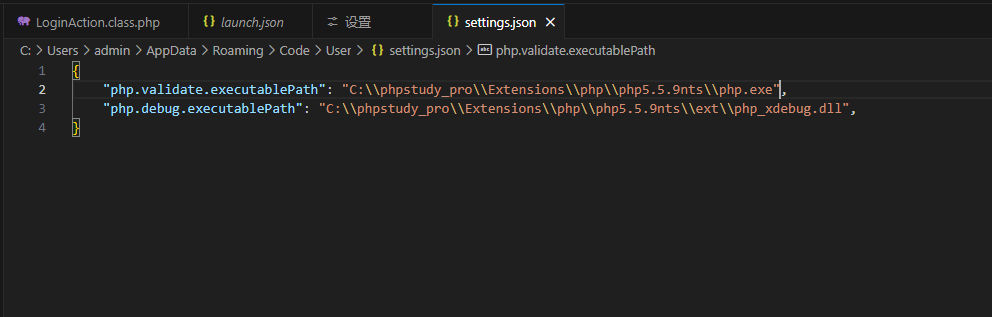 LoginAction.class.php launch.json 设置 settings.json
C: > Users > admin > AppData > Roaming > Code > User > {} settings.json > abc php.validate.executablePath
1 {
2 "php.validate.executablePath": "C:\\phpstudy_pro\\Extensions\\php\\php5.5.9nts\\php.exe",
3 "php.debug.executablePath": "C:\\phpstudy_pro\\Extensions\\php\\php5.5.9nts\\ext\\php_xdebug.dll",
4 }